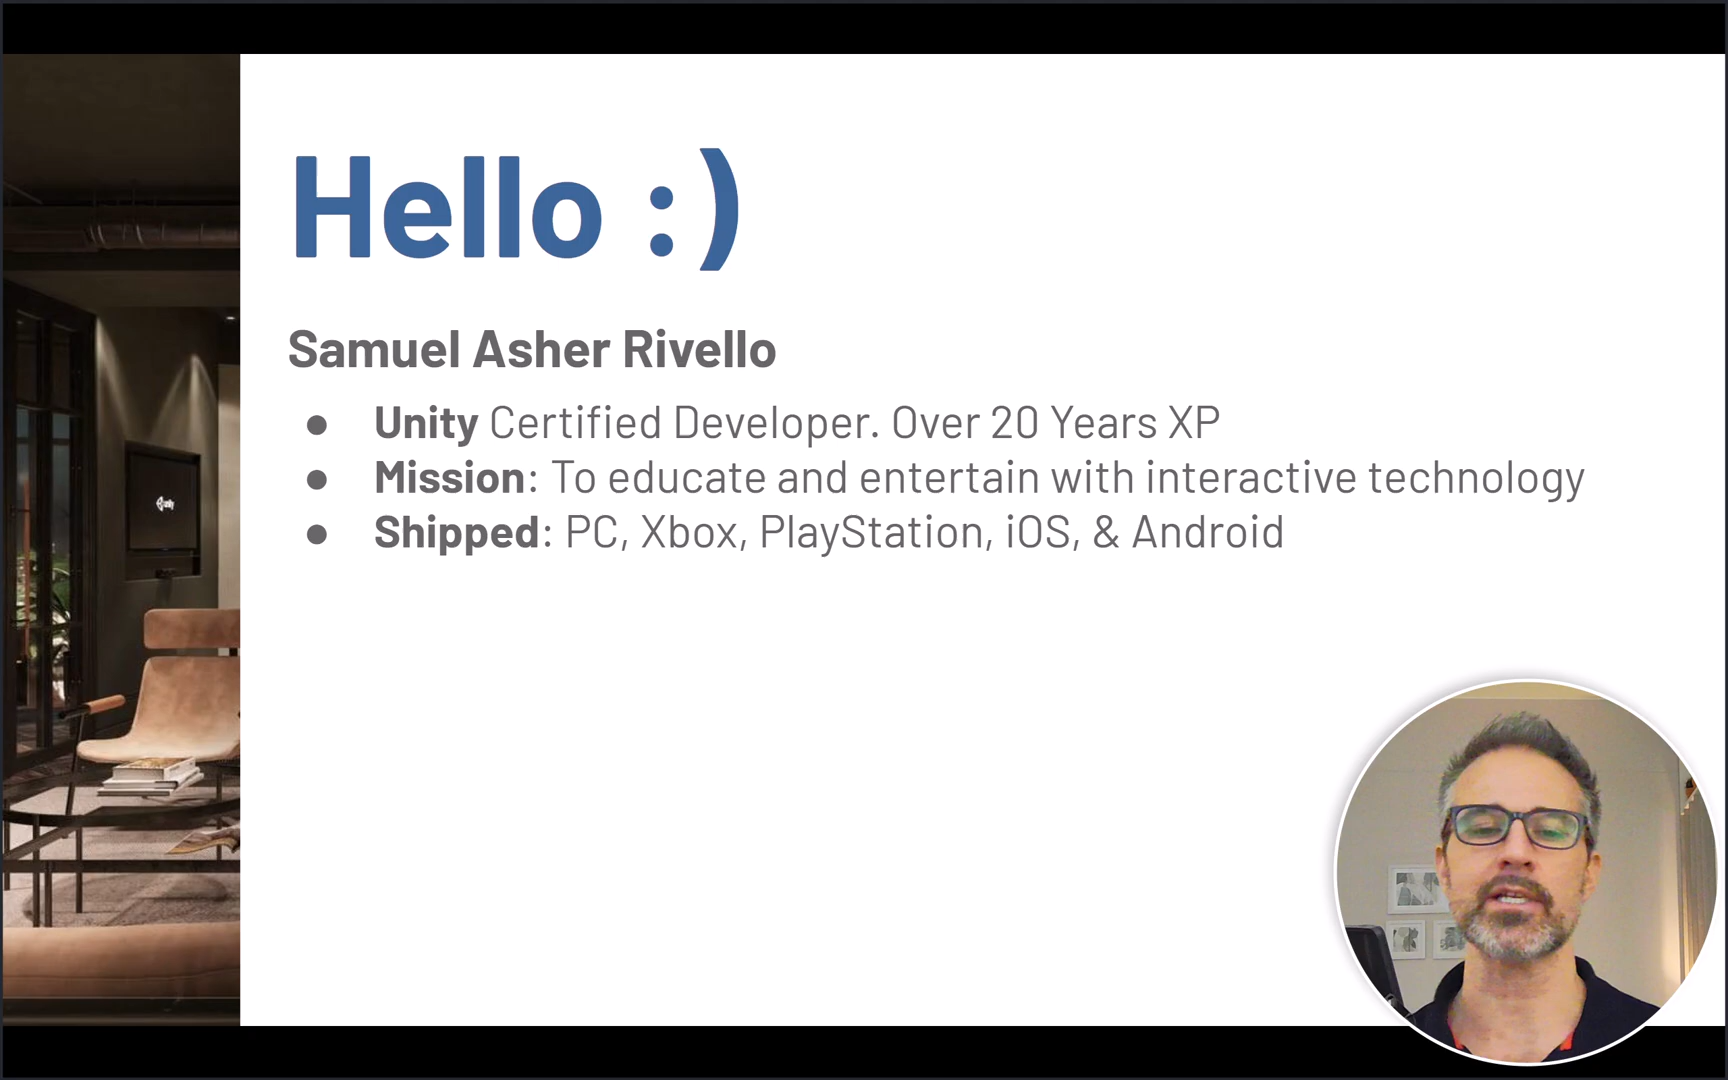 Hello :)
Samuel Asher Rivello
● Unity Certified Developer. Over 20 Years XP
● Mission: To educate and entertain with interactive technology
● Shipped: PC, Xbox, PlayStation, iOS, & Android
unity